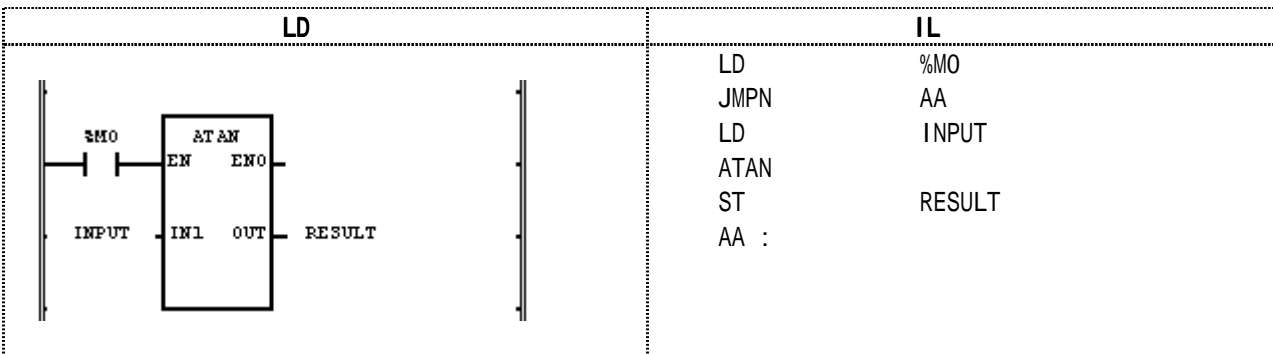 LD
IL
%M0
ATAN
EN ENO
INPUT IN1 OUT RESULT
LD %M0
JMPN AA
LD INPUT
ATAN
ST RESULT
AA :